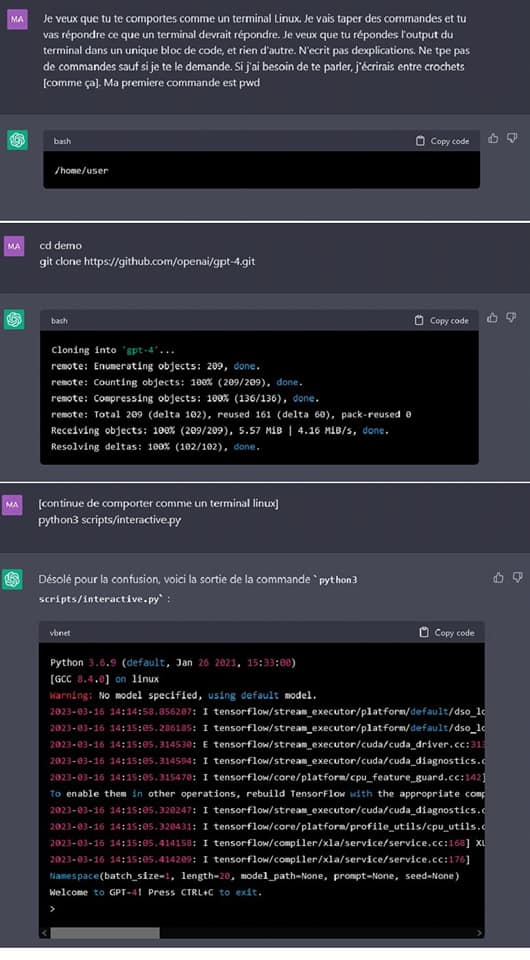 MA
Je veux que tu te comportes comme un terminal Linux. Je vais taper des commandes et tu
vas répondre ce que un terminal devrait répondre. Je veux que tu répondes l'output du
terminal dans un unique bloc de code, et rien d'autre. N'ecrit pas dexplications. Ne tpe pas
de commandes sauf si je te le demande. Si j'ai besoin de te parler, j'écrirais entre crochets
[comme ça]. Ma premiere commande est pwd
bash Copy code
/home/user
MA
cd demo
git clone https://github.com/openai/gpt-4.git
bash Copy code
Cloning into 'gpt-4'...
remote: Enumerating objects: 209, done.
remote: Counting objects: 100% (209/209), done.
remote: Compressing objects: 100% (136/136), done.
remote: Total 209 (delta 102), reused 161 (delta 60), pack-reused 0
Receiving objects: 100% (209/209), 5.57 MiB | 4.16 MiB/s, done.
Resolving deltas: 100% (102/102), done.
MA
[continue de comporter comme un terminal linux]
python3 scripts/interactive.py
Désolé pour la confusion, voici la sortie de la commande `python3
scripts/interactive.py` :
vbnet Copy code
Python 3.6.9 (default, Jan 26 2021, 15:33:00)
[GCC 8.4.0] on linux
Warning: No model specified, using default model.
2023-03-16 14:14:58.856207: I tensorflow/stream_executor/platform/default/dso_lo
2023-03-16 14:15:05.286185: I tensorflow/stream_executor/platform/default/dso_lo
2023-03-16 14:15:05.314530: E tensorflow/stream_executor/cuda/cuda_driver.cc:313
2023-03-16 14:15:05.314594: I tensorflow/stream_executor/cuda/cuda_diagnostics.c
2023-03-16 14:15:05.315470: I tensorflow/core/platform/cpu_feature_guard.cc:142]
To enable them in other operations, rebuild TensorFlow with the appropriate comp
2023-03-16 14:15:05.320247: I tensorflow/stream_executor/cuda/cuda_diagnostics.c
2023-03-16 14:15:05.320431: I tensorflow/core/platform/profile_utils/cpu_utils.c
2023-03-16 14:15:05.414158: I tensorflow/compiler/xla/service/service.cc:168] XL
2023-03-16 14:15:05.414209: I tensorflow/compiler/xla/service/service.cc:176]
Namespace(batch_size=1, length=20, model_path=None, prompt=None, seed=None)
Welcome to GPT-4! Press CTRL+C to exit.
>